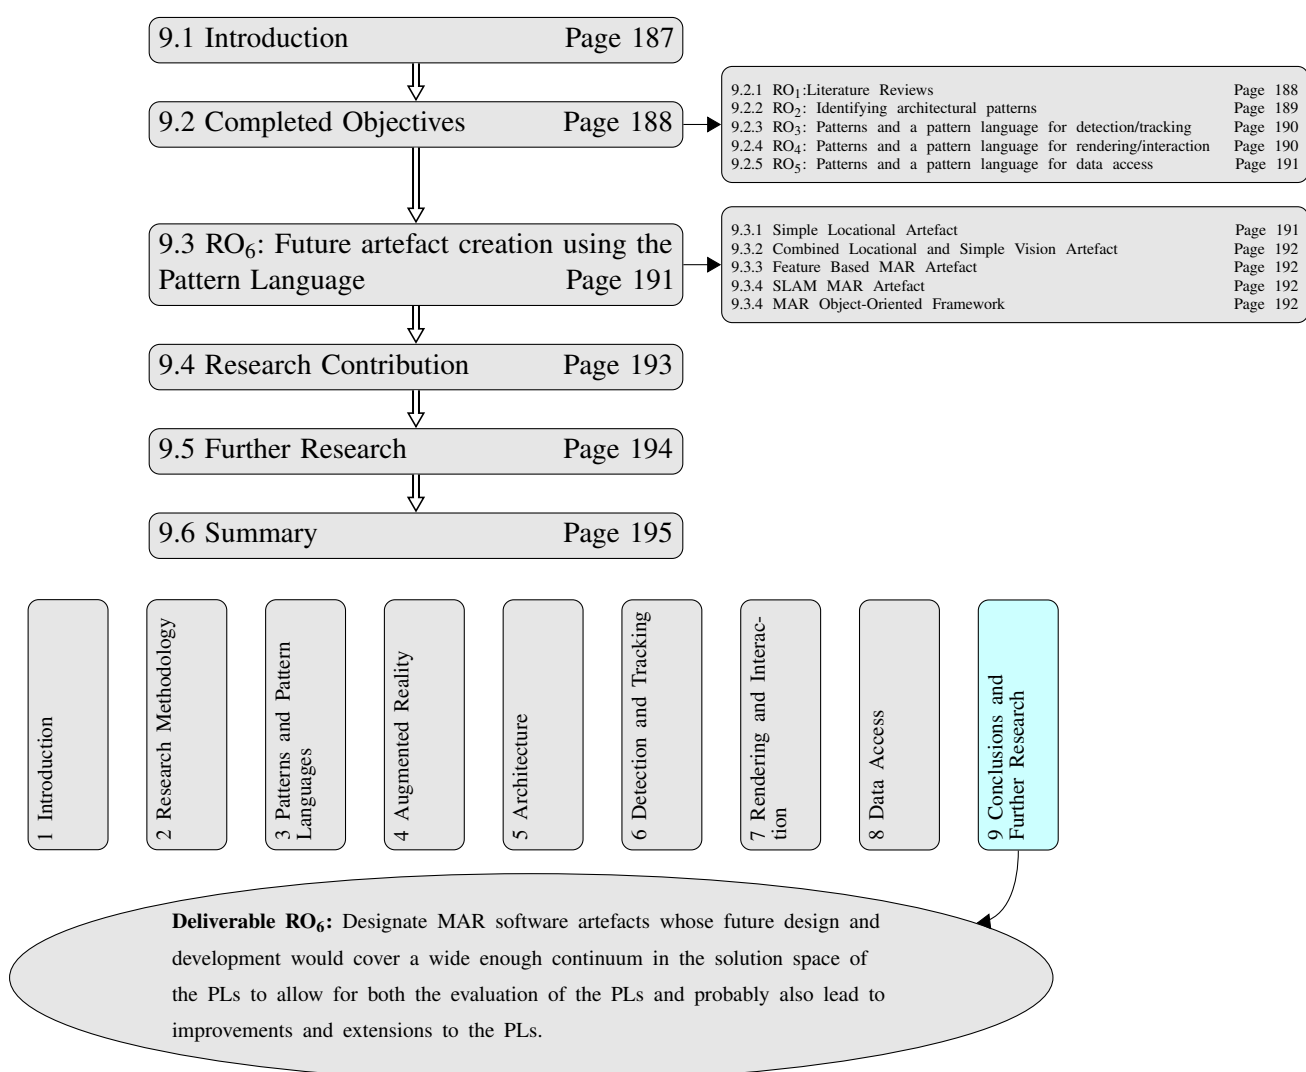 9.1 Introduction Page 187
9.2 Completed Objectives Page 188
9.2.1 RO1:Literature Reviews Page 188
9.2.2 RO2: Identifying architectural patterns Page 189
9.2.3 RO3: Patterns and a pattern language for detection/tracking Page 190
9.2.4 RO4: Patterns and a pattern language for rendering/interaction Page 190
9.2.5 RO5: Patterns and a pattern language for data access Page 191
9.3 RO6: Future artefact creation using the
Pattern Language Page 191
9.3.1 Simple Locational Artefact Page 191
9.3.2 Combined Locational and Simple Vision Artefact Page 192
9.3.3 Feature Based MAR Artefact Page 192
9.3.4 SLAM MAR Artefact Page 192
9.3.4 MAR Object-Oriented Framework Page 192
9.4 Research Contribution Page 193
9.5 Further Research Page 194
9.6 Summary Page 195
1 Introduction
2 Research Methodology
3 Patterns and Pattern
Languages
4 Augmented Reality
5 Architecture
6 Detection and Tracking
7 Rendering and Interac-
tion
8 Data Access
9 Conclusions and
Further Research
Deliverable RO6: Designate MAR software artefacts whose future design and
development would cover a wide enough continuum in the solution space of
the PLs to allow for both the evaluation of the PLs and probably also lead to
improvements and extensions to the PLs.